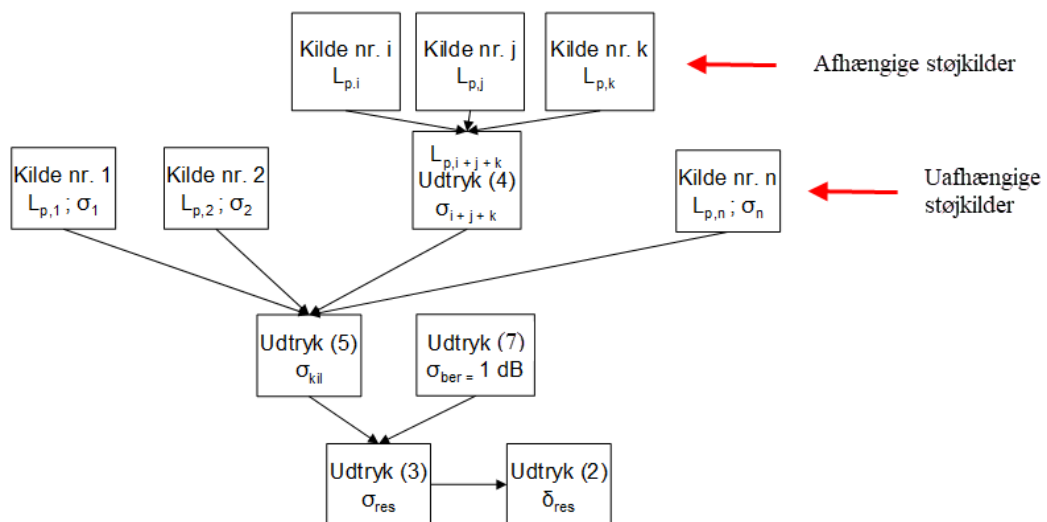 Kilde nr. i
Lp.i
Kilde nr. j
Lp,j
Kilde nr. k
Lp,k
Afhængige støjkilder
Kilde nr. 1
Lp,1 ; σ1
Kilde nr. 2
Lp,2 ; σ2
Lp,i + j + k
Udtryk (4)
σi + j + k
Kilde nr. n
Lp,n ; σn
Uafhængige
støjkilder
Udtryk (5)
σkil
Udtryk (7)
σber = 1 dB
Udtryk (3)
σres
Udtryk (2)
δres